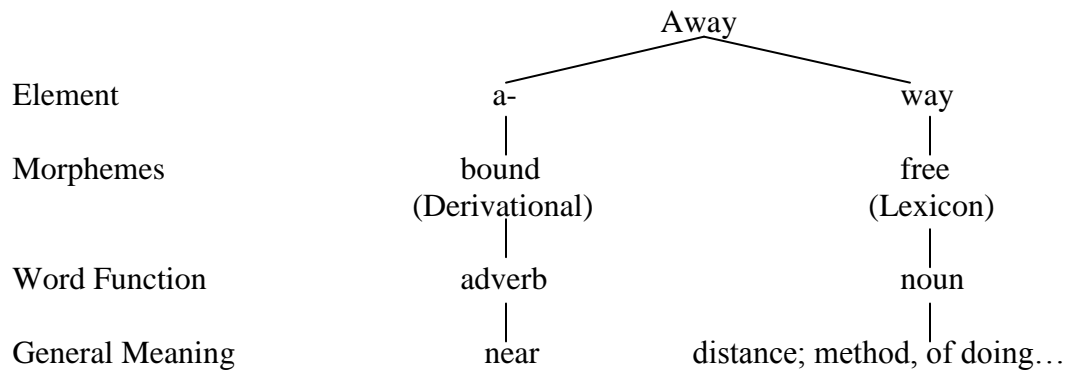 Away
Element a- way
Morphemes bound free
(Derivational) (Lexicon)
Word Function adverb noun
General Meaning near distance; method, of doing…